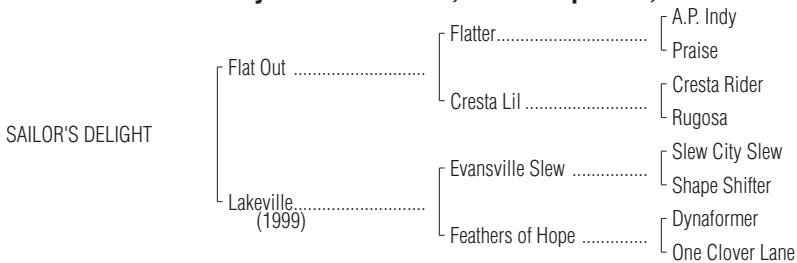 A.P. Indy
Flatter
Praise
Flat Out
Cresta Rider
Cresta Lil
Rugosa
SAILOR'S DELIGHT
Slew City Slew
Evansville Slew
Shape Shifter
Lakeville
(1999)
Dynaformer
Feathers of Hope
One Clover Lane